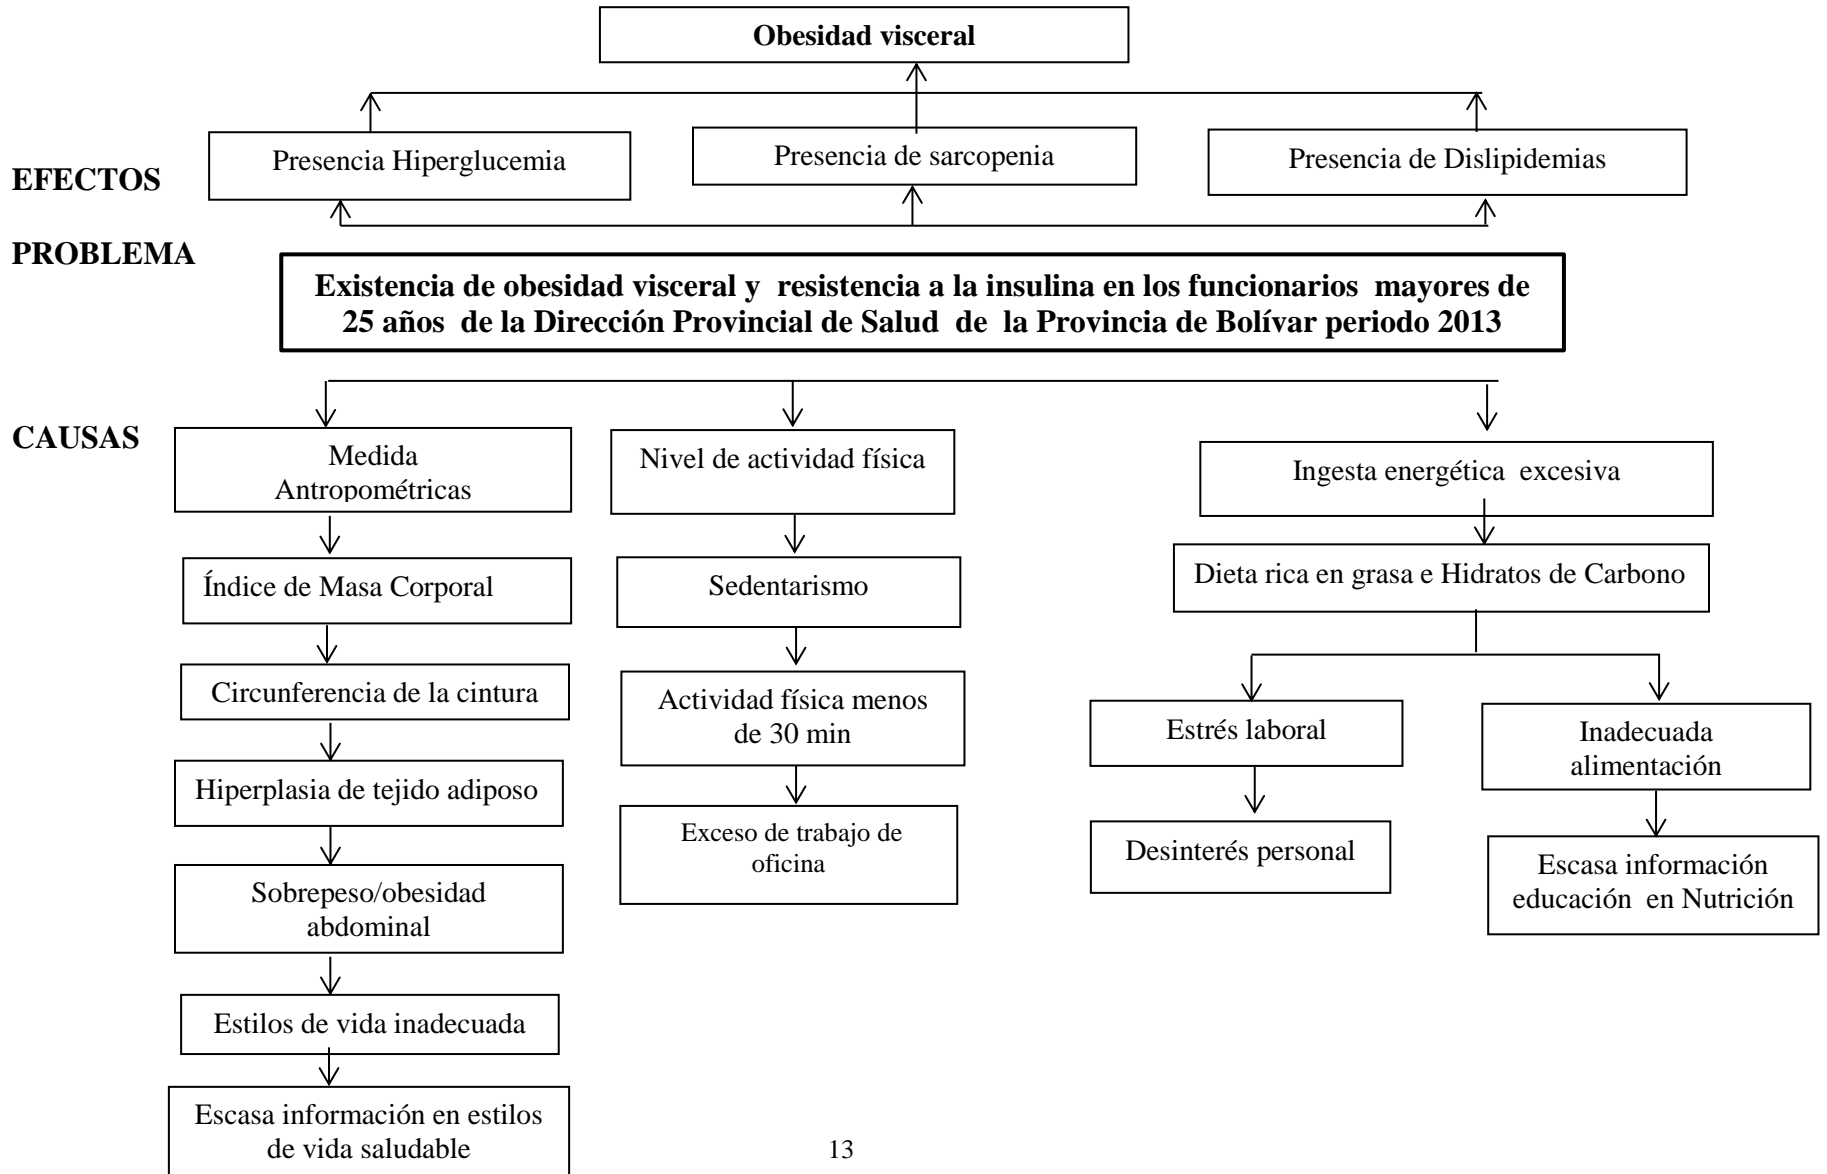 Obesidad visceral
Presencia Hiperglucemia
Presencia de sarcopenia
Presencia de Dislipidemias
EFECTOS
PROBLEMA
Existencia de obesidad visceral y resistencia a la insulina en los funcionarios mayores de
25 años de la Dirección Provincial de Salud de la Provincia de Bolívar periodo 2013
CAUSAS
Medida
Antropométricas
Índice de Masa Corporal
Circunferencia de la cintura
Hiperplasia de tejido adiposo
Sobrepeso/obesidad
abdominal
Estilos de vida inadecuada
Escasa información en estilos
de vida saludable
Nivel de actividad física
Sedentarismo
Actividad física menos
de 30 min
Exceso de trabajo de
oficina
Ingesta energética excesiva
Dieta rica en grasa e Hidratos de Carbono
Estrés laboral
Desinterés personal
Inadecuada
alimentación
Escasa información
educación en Nutrición
13